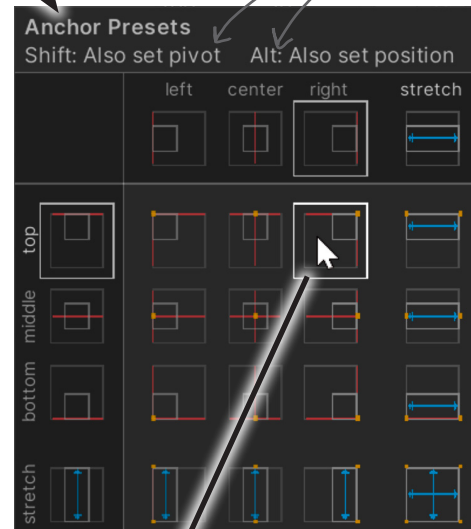 Anchor Presets
Shift: Also set pivot Alt: Also set position
left center right stretch
top
middle
bottom
stretch